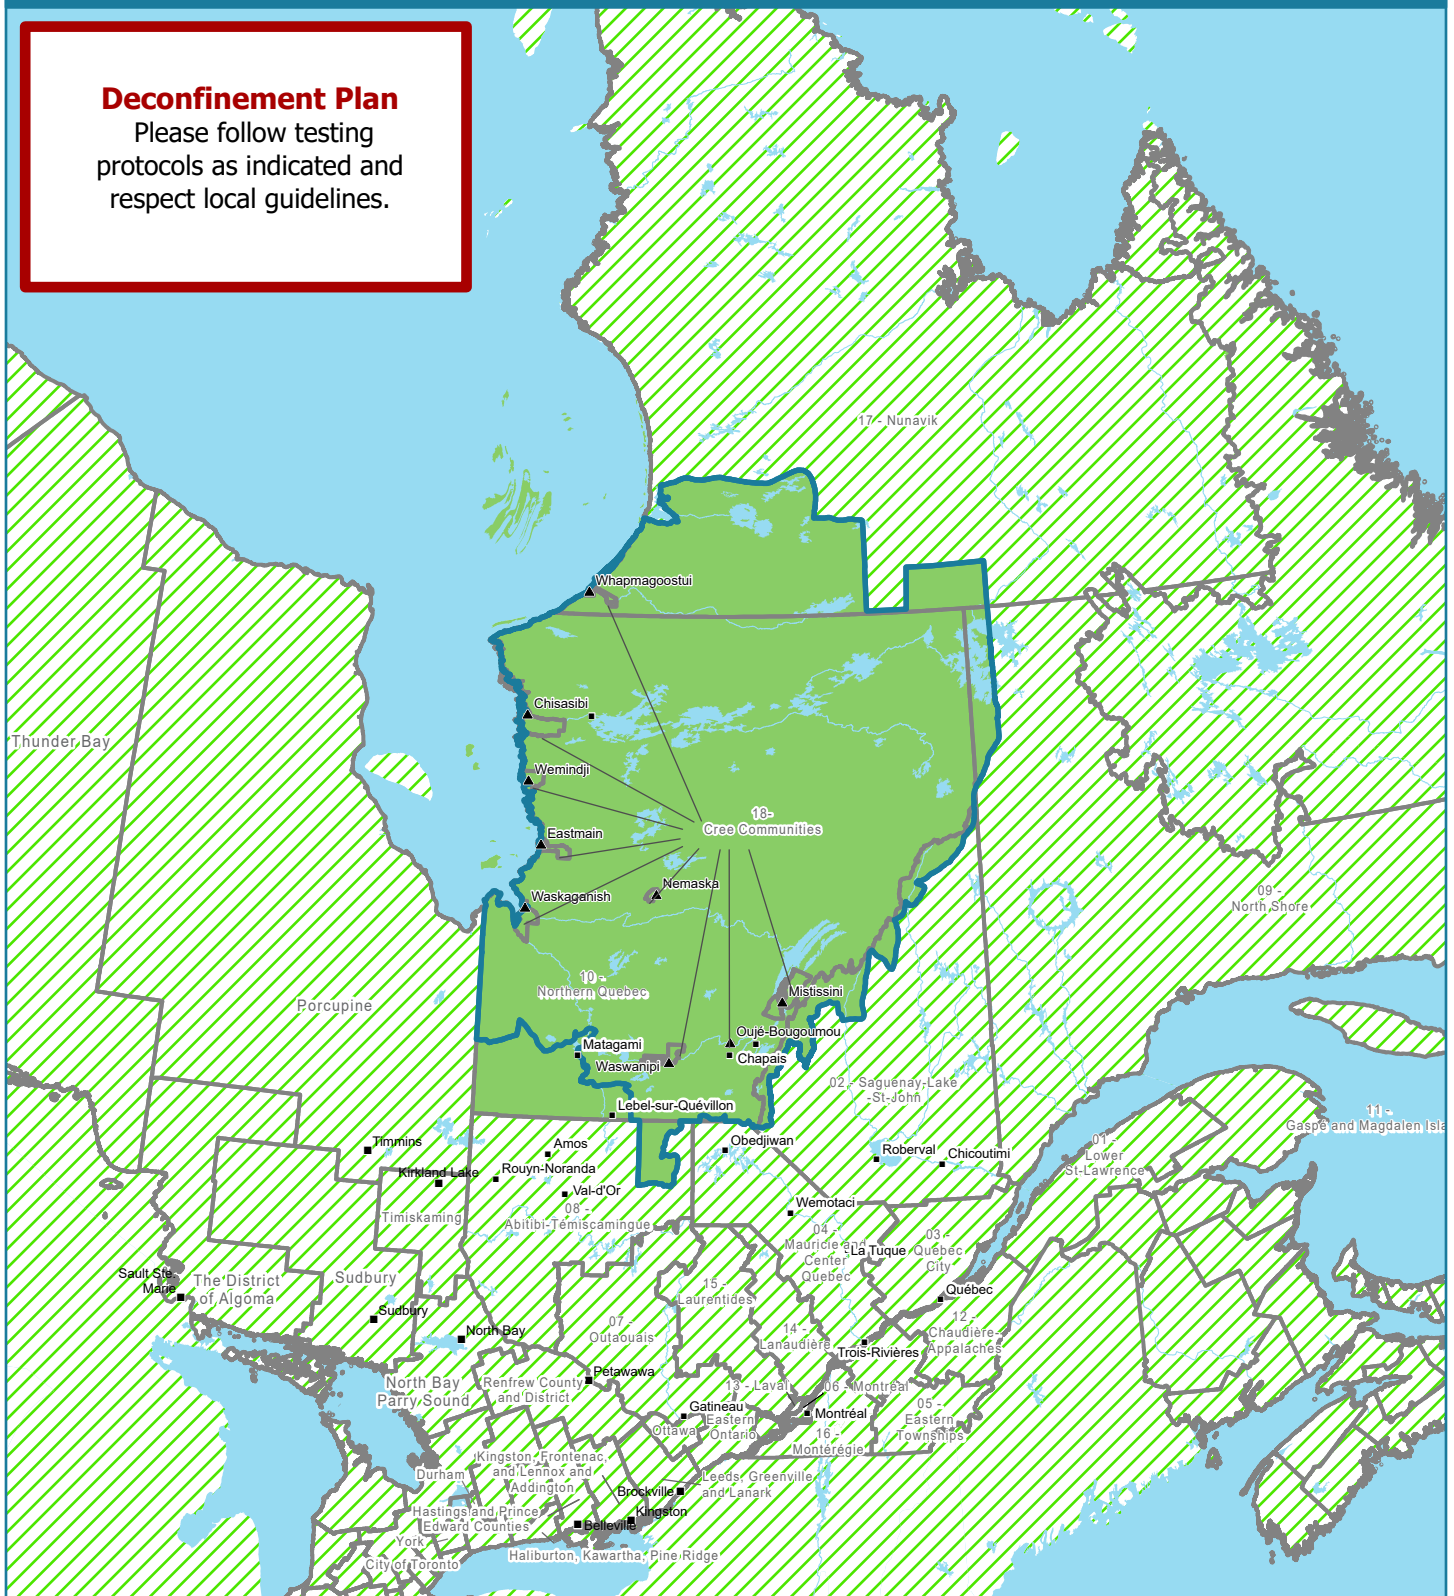 Deconfinement Plan
Please follow testing
protocols as indicated and
respect local guidelines.
17 - Nunavik
Whapmagoostui
Chisasibi
Thunder Bay
Wemindji
18-
Cree Communities
Eastmain
Nemaska
Waskaganish
09 -
North Shore
10 -
Northern Quebec
Mistissini
Porcupine
Oujé-Bougoumou
Matagami
Chapais
Waswanipi
02 - Saguenay-Lake
-St-John
Lebel-sur-Quévillon
11 -
Gaspé and Magdalen Isla
Timmins
Amos
Obedjiwan
01 -
Lower
St-Lawrence
Roberval
Chicoutimi
Kirkland Lake
Rouyn-Noranda
Val-d'Or
Wemotaci
Timiskaming
08 -
Abitibi-Témiscamingue
04 -
Mauricie and
Center
Quebec
La Tuque
03 -
Québec
City
Sault Ste.
Marie
The District
of Algoma
Sudbury
15 -
Laurentides
Québec
Sudbury
North Bay
07 -
Outaouais
14 -
Lanaudière
12 -
Chaudière-
Appalaches
Trois-Rivières
North Bay
Parry Sound
Renfrew County
and District
Petawawa
13 - Laval
06 - Montréal
Gatineau
Montréal
05 -
Eastern
Townships
Ottawa
Eastern
Ontario
16 -
Montérégie
Kingston, Frontenac,
and Lennox and
Addington
Durham
Leeds, Greenville
and Lanark
Brockville
Hastings and Prince
Edward Counties
Kingston
Belleville
York
Haliburton, Kawartha, Pine Ridge
City of Toronto